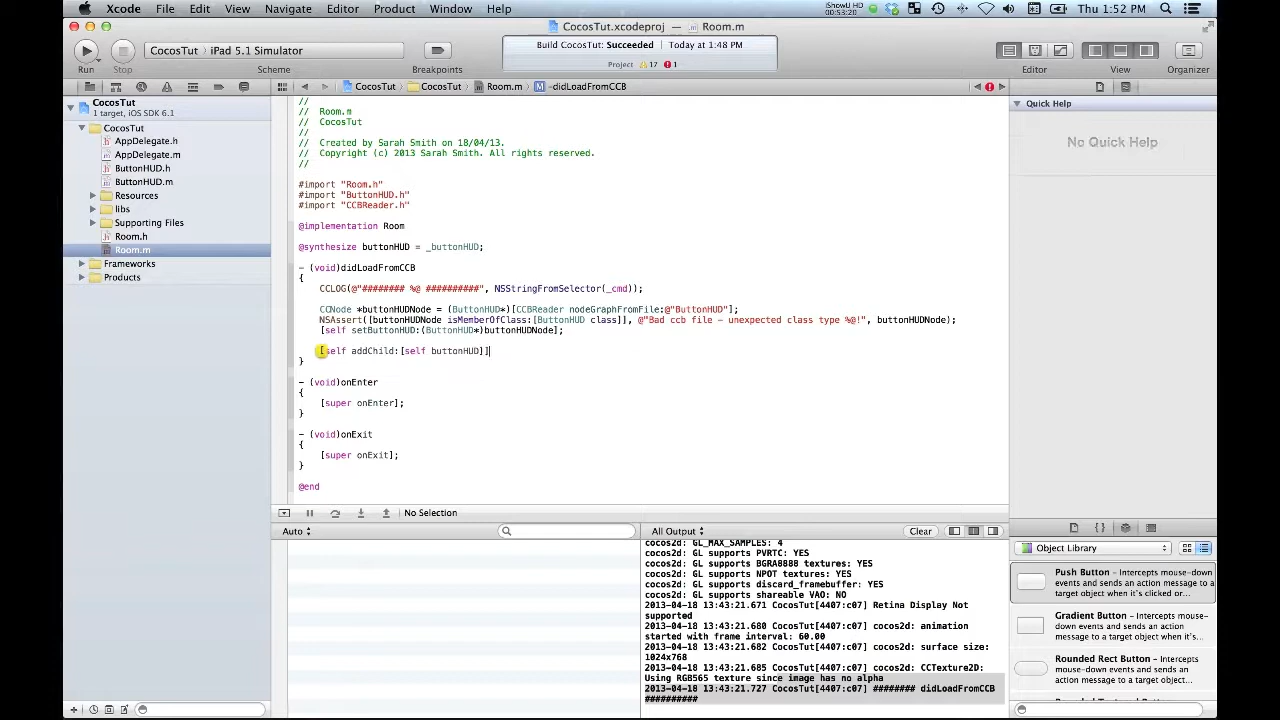 Xcode File Edit View Navigate Editor Product Window Help
iShowU HD
00:53:20
Thu 1:52 PM
CocosTut.xcodeproj — Room.m
Run Stop
CocosTut › iPad 5.1 Simulator
Scheme
Breakpoints
Build CocosTut: Succeeded | Today at 1:48 PM
Project 17 1
Editor View Organizer
CocosTut › CocosTut › Room.m › -didLoadFromCCB
CocosTut
1 target, iOS SDK 6.1
CocosTut
AppDelegate.h
AppDelegate.m
ButtonHUD.h
ButtonHUD.m
Resources
libs
Supporting Files
Room.h
Room.m
Frameworks
Products
//
//  Room.m
//  CocosTut
//
//  Created by Sarah Smith on 18/04/13.
//  Copyright (c) 2013 Sarah Smith. All rights reserved.
//
#import "Room.h"
#import "ButtonHUD.h"
#import "CCBReader.h"
@implementation Room
@synthesize buttonHUD = _buttonHUD;
- (void)didLoadFromCCB
{
CCLOG(@"######## %@ ##########", NSStringFromSelector(_cmd));
CCNode *buttonHUDNode = (ButtonHUD*)[CCBReader nodeGraphFromFile:@"ButtonHUD"];
NSAssert([buttonHUDNode isMemberOfClass:[ButtonHUD class]], @"Bad ccb file - unexpected class type %@!", buttonHUDNode);
[self setButtonHUD:(ButtonHUD*)buttonHUDNode];
[self addChild:[self buttonHUD]]
}
- (void)onEnter
{
[super onEnter];
}
- (void)onExit
{
[super onExit];
}
@end
No Selection
Auto
All Output
Clear
cocos2d: GL_MAX_SAMPLES: 4
cocos2d: GL supports PVRTC: YES
cocos2d: GL supports BGRA8888 textures: YES
cocos2d: GL supports NPOT textures: YES
cocos2d: GL supports discard_framebuffer: YES
cocos2d: GL supports shareable VAO: NO
2013-04-18 13:43:21.671 CocosTut[4407:c07] Retina Display Not
supported
2013-04-18 13:43:21.680 CocosTut[4407:c07] cocos2d: animation
started with frame interval: 60.00
2013-04-18 13:43:21.682 CocosTut[4407:c07] cocos2d: surface size:
1024x768
2013-04-18 13:43:21.685 CocosTut[4407:c07] cocos2d: CCTexture2D:
Using RGB565 texture since image has no alpha
2013-04-18 13:43:21.727 CocosTut[4407:c07] ######## didLoadFromCCB
##########
Quick Help
No Quick Help
Object Library
Push Button - Intercepts mouse-down
events and sends an action message to a
target object when it's clicked or...
Gradient Button - Intercepts mouse-
down events and sends an action
message to a target object when it's...
Rounded Rect Button - Intercepts
mouse-down events and sends an
action message to a target object...